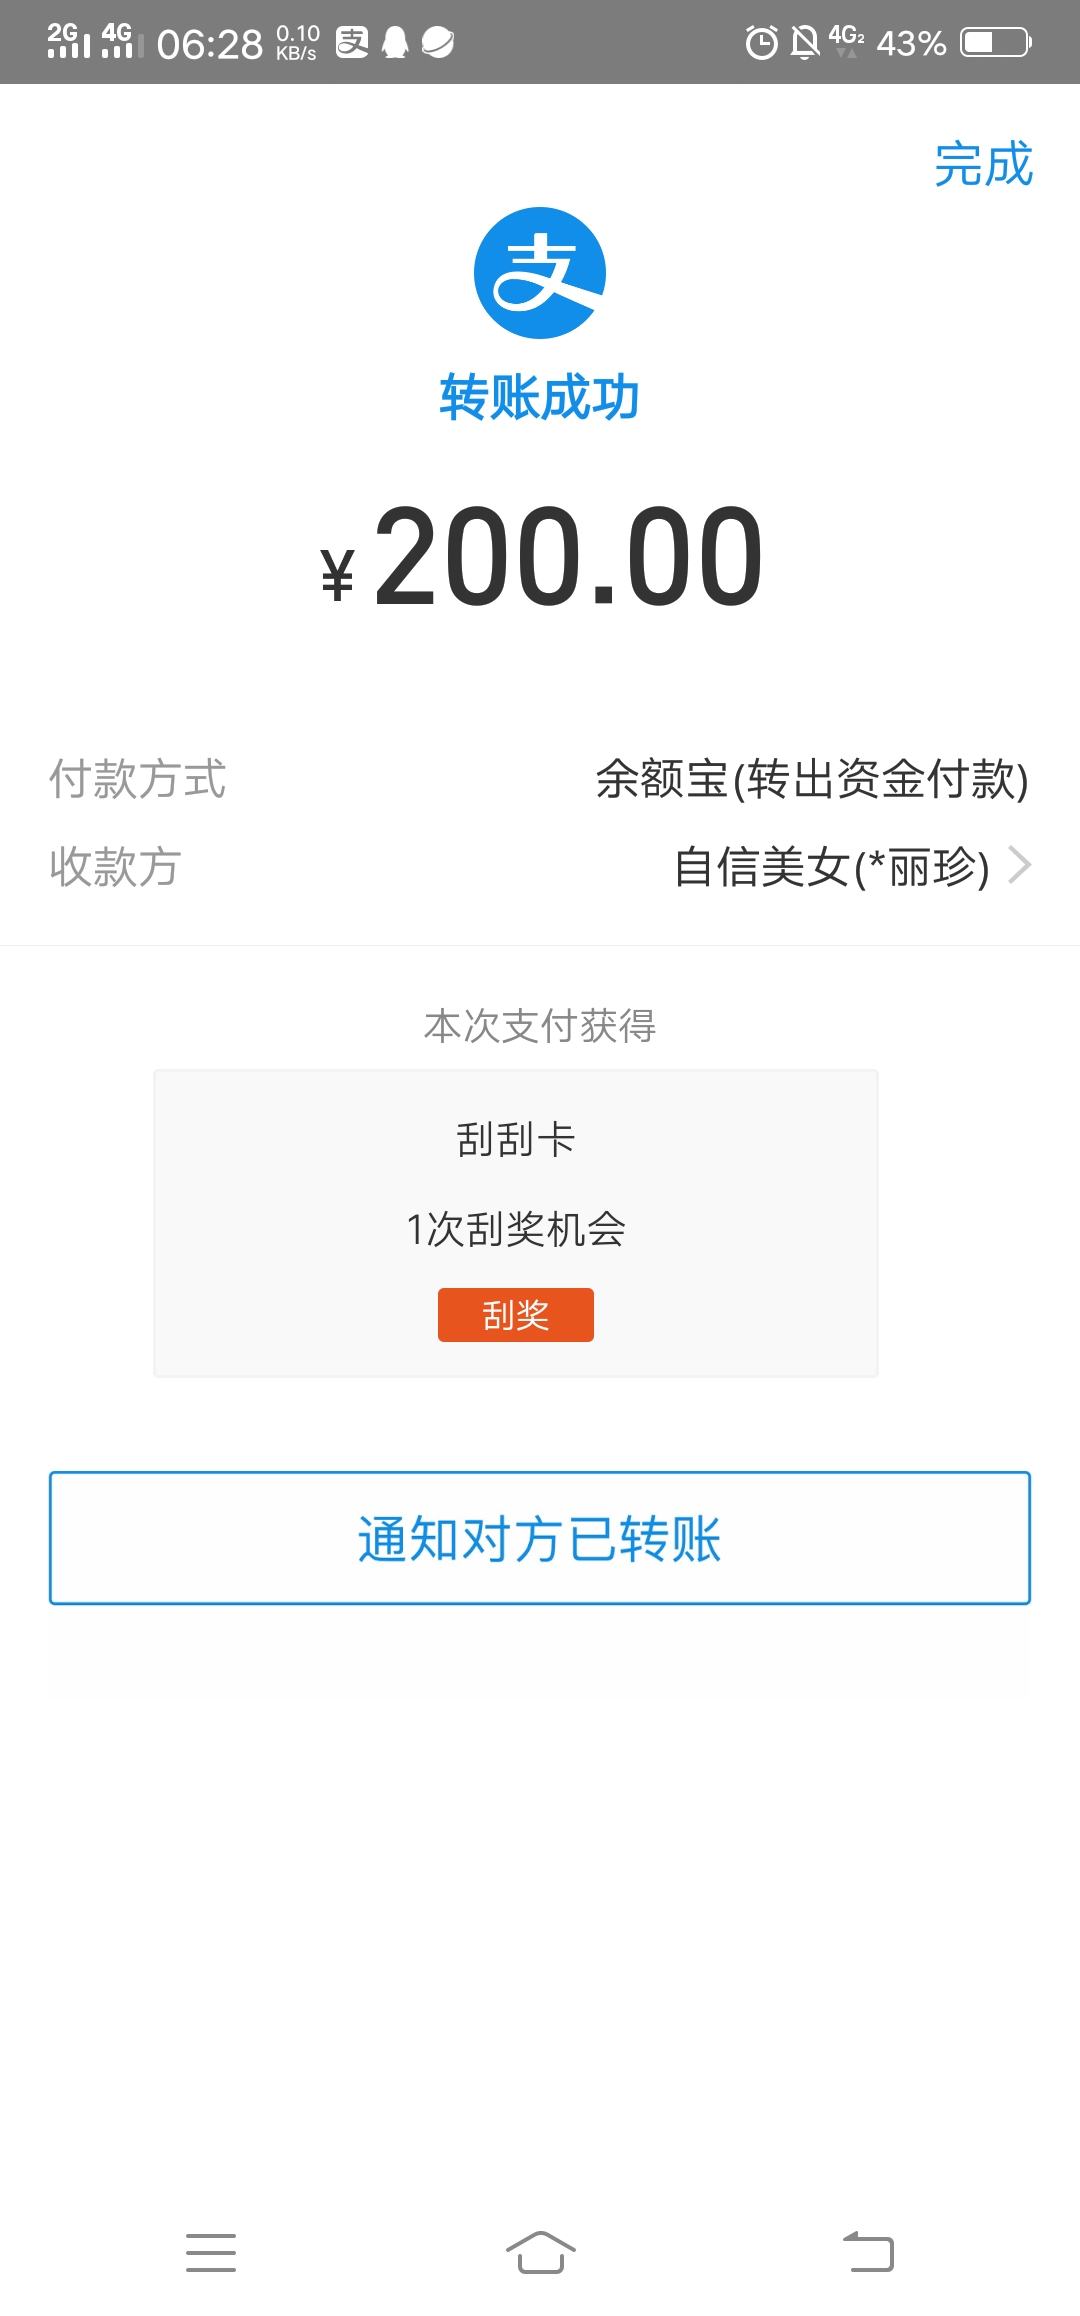 2G 4G 06:28 0.10 KB/s 4G2 43%
完成
支
转账成功
¥200.00
付款方式 余额宝(转出资金付款)
收款方 自信美女(*丽珍)
本次支付获得
刮刮卡
1次刮奖机会
刮奖
通知对方已转账